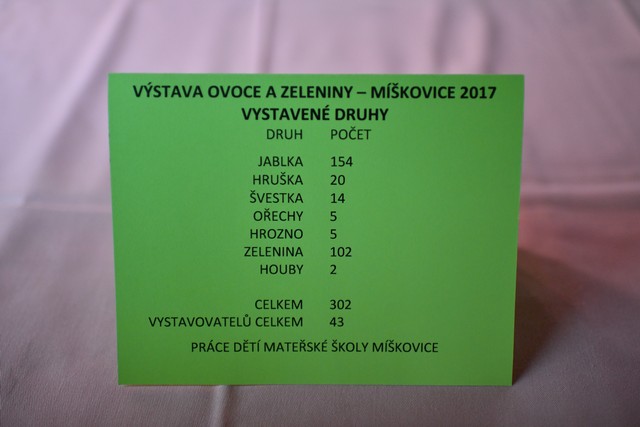 VÝSTAVA OVOCE A ZELENINY – MÍŠKOVICE 2017
VYSTAVENÉ DRUHY
DRUH POČET
JABLKA 154
HRUŠKA 20
ŠVESTKA 14
OŘECHY 5
HROZNO 5
ZELENINA 102
HOUBY 2
CELKEM 302
VYSTAVOVATELŮ CELKEM 43
PRÁCE DĚTÍ MATEŘSKÉ ŠKOLY MÍŠKOVICE